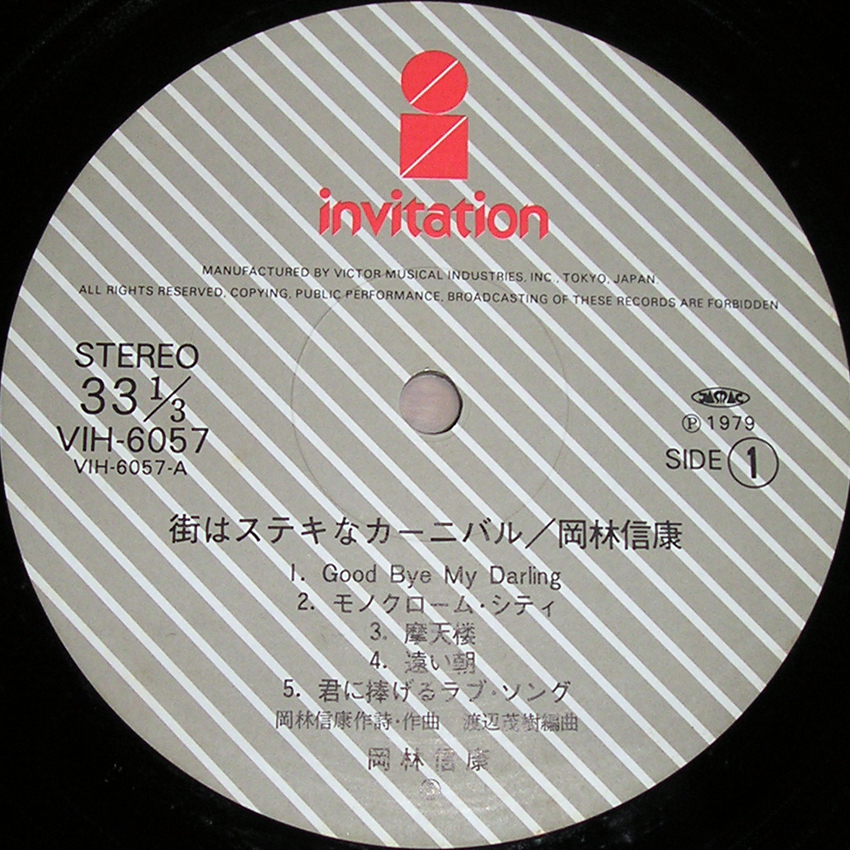 invitation
MANUFACTURED BY VICTOR MUSICAL INDUSTRIES, INC., TOKYO, JAPAN.
ALL RIGHTS RESERVED, COPYING, PUBLIC PERFORMANCE, BROADCASTING OF THESE RECORDS ARE FORBIDDEN
STEREO
33 1/3
VIH-6057
VIH-6057-A
JASRAC
Ⓟ 1979
SIDE 1
街はステキなカーニバル／岡林信康
1. Good Bye My Darling
2. モノクローム・シティ
3. 摩天楼
4. 遠い朝
5. 君に捧げるラブ・ソング
岡林信康作詩・作曲 渡辺茂樹編曲
岡林信康